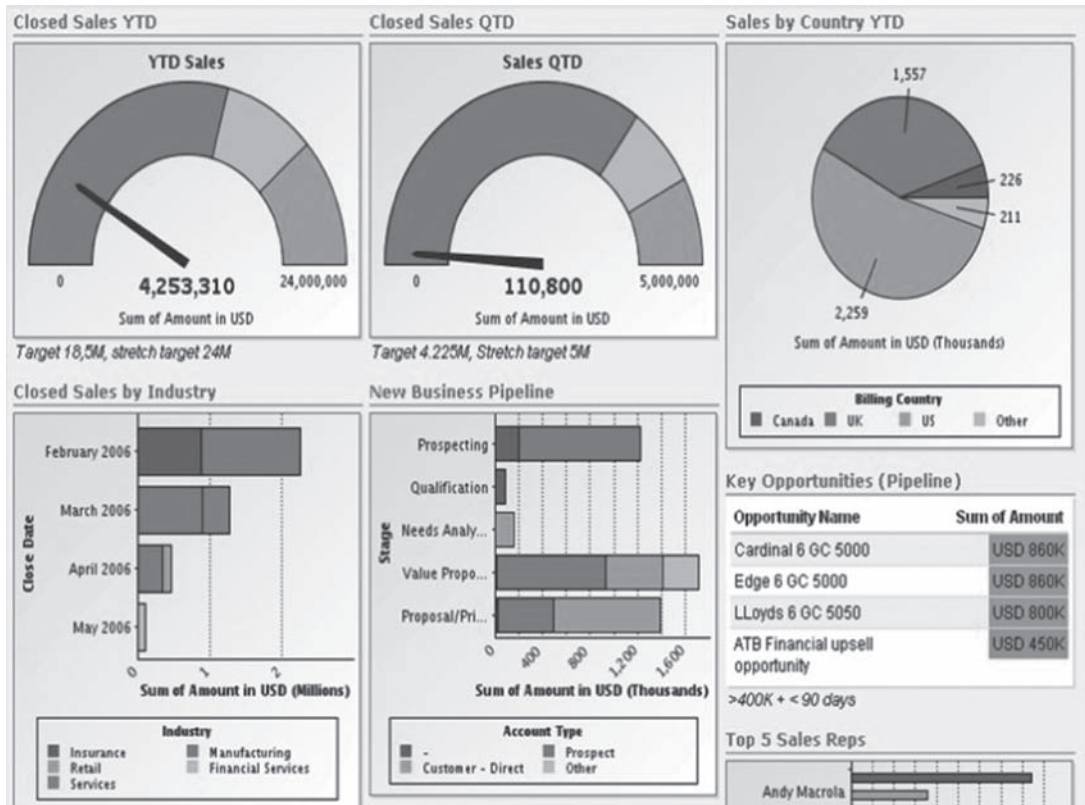 Closed Sales YTD
YTD Sales
0
24,000,000
4,253,310
Sum of Amount in USD
Target 18,5M, stretch target 24M
Closed Sales QTD
Sales QTD
0
5,000,000
110,800
Sum of Amount in USD
Target 4.225M, Stretch target 5M
Sales by Country YTD
1,557
226
211
2,259
Sum of Amount in USD (Thousands)
Billing Country
Canada UK US Other
Closed Sales by Industry
Close Date
February 2006
March 2006
April 2006
May 2006
0 1 2
Sum of Amount in USD (Millions)
Industry
Insurance Manufacturing
Retail Financial Services
Services
New Business Pipeline
Stage
Prospecting
Qualification
Needs Analy...
Value Propo...
Proposal/Pri...
0 400 800 1,200 1,600
Sum of Amount in USD (Thousands)
Account Type
- Prospect
Customer - Direct Other
Key Opportunities (Pipeline)
Opportunity Name Sum of Amount
Cardinal 6 GC 5000 USD 860K
Edge 6 GC 5000 USD 860K
LLoyds 6 GC 5050 USD 800K
ATB Financial upsell USD 450K
opportunity
>400K + < 90 days
Top 5 Sales Reps
Andy Macrola